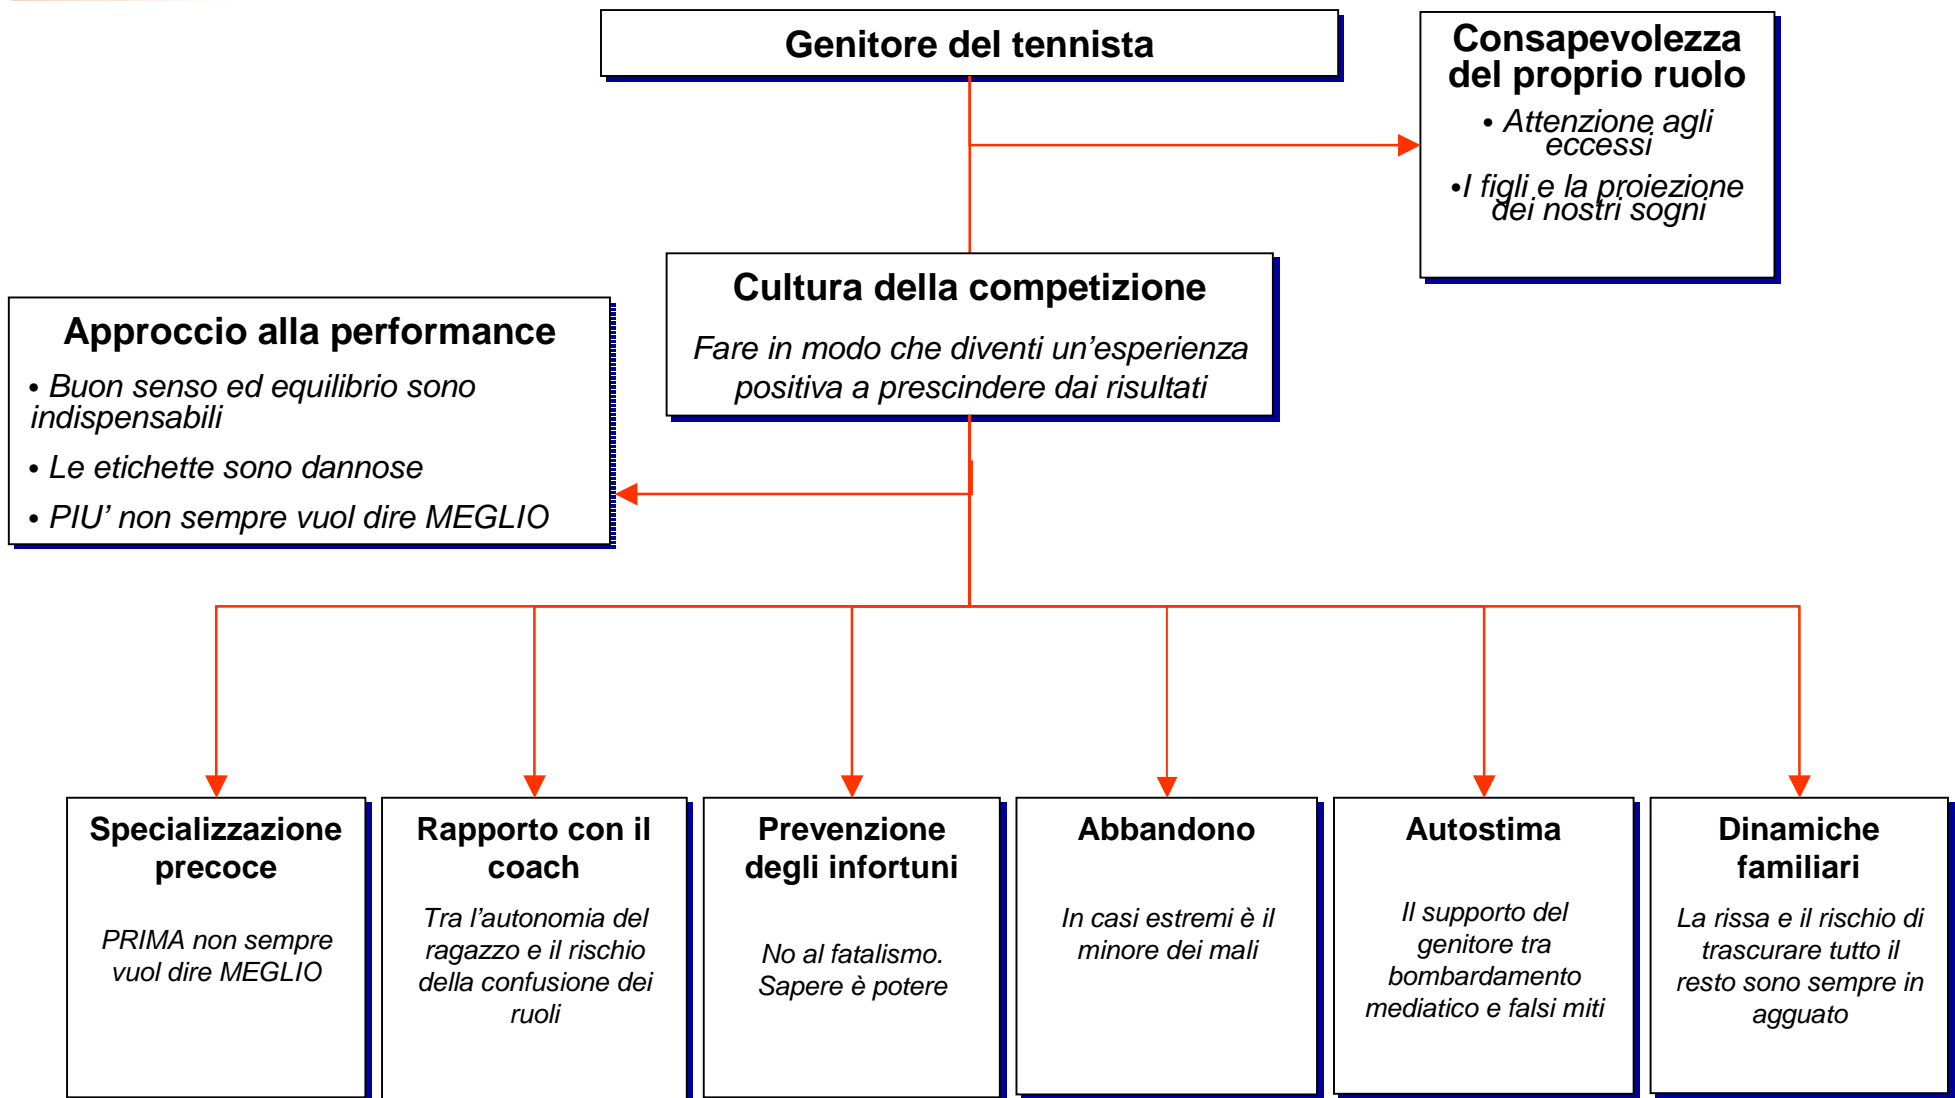 Genitore del tennista
Consapevolezza
del proprio ruolo
• Attenzione agli
eccessi
•I figli e la proiezione
dei nostri sogni
Cultura della competizione
Fare in modo che diventi un’esperienza
positiva a prescindere dai risultati
Approccio alla performance
• Buon senso ed equilibrio sono
indispensabili
• Le etichette sono dannose
• PIU’ non sempre vuol dire MEGLIO
Specializzazione
precoce
PRIMA non sempre
vuol dire MEGLIO
Rapporto con il
coach
Tra l’autonomia del
ragazzo e il rischio
della confusione dei
ruoli
Prevenzione
degli infortuni
No al fatalismo.
Sapere è potere
Abbandono
In casi estremi è il
minore dei mali
Autostima
Il supporto del
genitore tra
bombardamento
mediatico e falsi miti
Dinamiche
familiari
La rissa e il rischio di
trascurare tutto il
resto sono sempre in
agguato